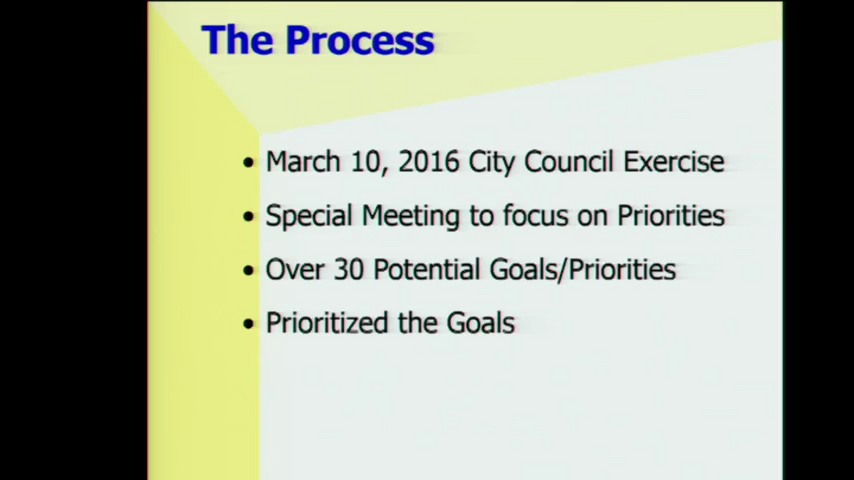 The Process
• March 10, 2016 City Council Exercise
• Special Meeting to focus on Priorities
• Over 30 Potential Goals/Priorities
• Prioritized the Goals